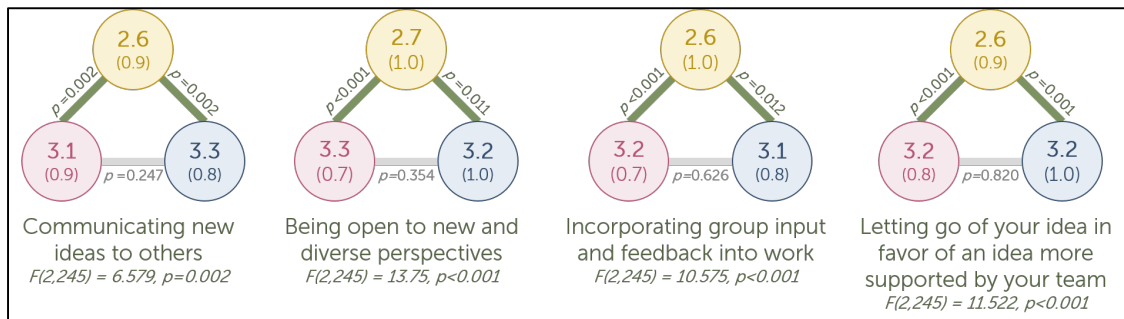 2.6
(0.9)
p=0.002
p=0.002
3.1
(0.9)
3.3
(0.8)
p=0.247
Communicating new
ideas to others
F(2,245) = 6.579, p=0.002
2.7
(1.0)
p<0.001
p=0.011
3.3
(0.7)
3.2
(1.0)
p=0.354
Being open to new and
diverse perspectives
F(2,245) = 13.75, p<0.001
2.6
(1.0)
p<0.001
p=0.012
3.2
(0.7)
3.1
(0.8)
p=0.626
Incorporating group input
and feedback into work
F(2,245) = 10.575, p<0.001
2.6
(0.9)
p<0.001
p=0.001
3.2
(0.8)
3.2
(1.0)
p=0.820
Letting go of your idea in
favor of an idea more
supported by your team
F(2,245) = 11.522, p<0.001